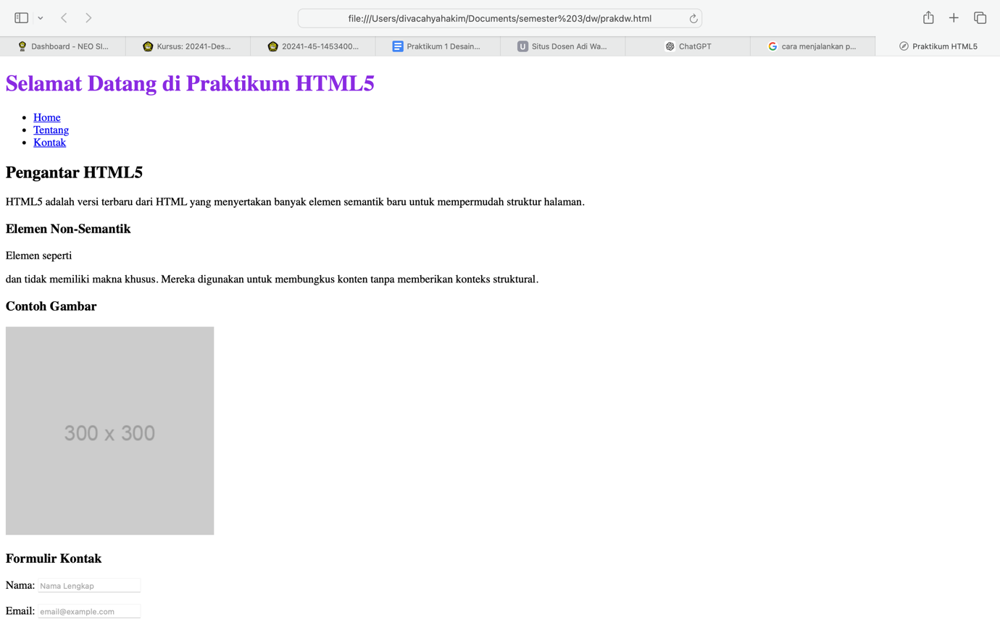 file:///Users/divacahyahakim/Documents/semester%203/dw/prakdw.html
Dashboard - NEO SI...
Kursus: 20241-Des...
20241-45-1453400...
Praktikum 1 Desain...
U Situs Dosen Adi Wa...
ChatGPT
G cara menjalankan p...
Praktikum HTML5
Selamat Datang di Praktikum HTML5
• Home
• Tentang
• Kontak
Pengantar HTML5
HTML5 adalah versi terbaru dari HTML yang menyertakan banyak elemen semantik baru untuk mempermudah struktur halaman.
Elemen Non-Semantik
Elemen seperti
dan tidak memiliki makna khusus. Mereka digunakan untuk membungkus konten tanpa memberikan konteks struktural.
Contoh Gambar
300 x 300
Formulir Kontak
Nama: Nama Lengkap
Email: email@example.com